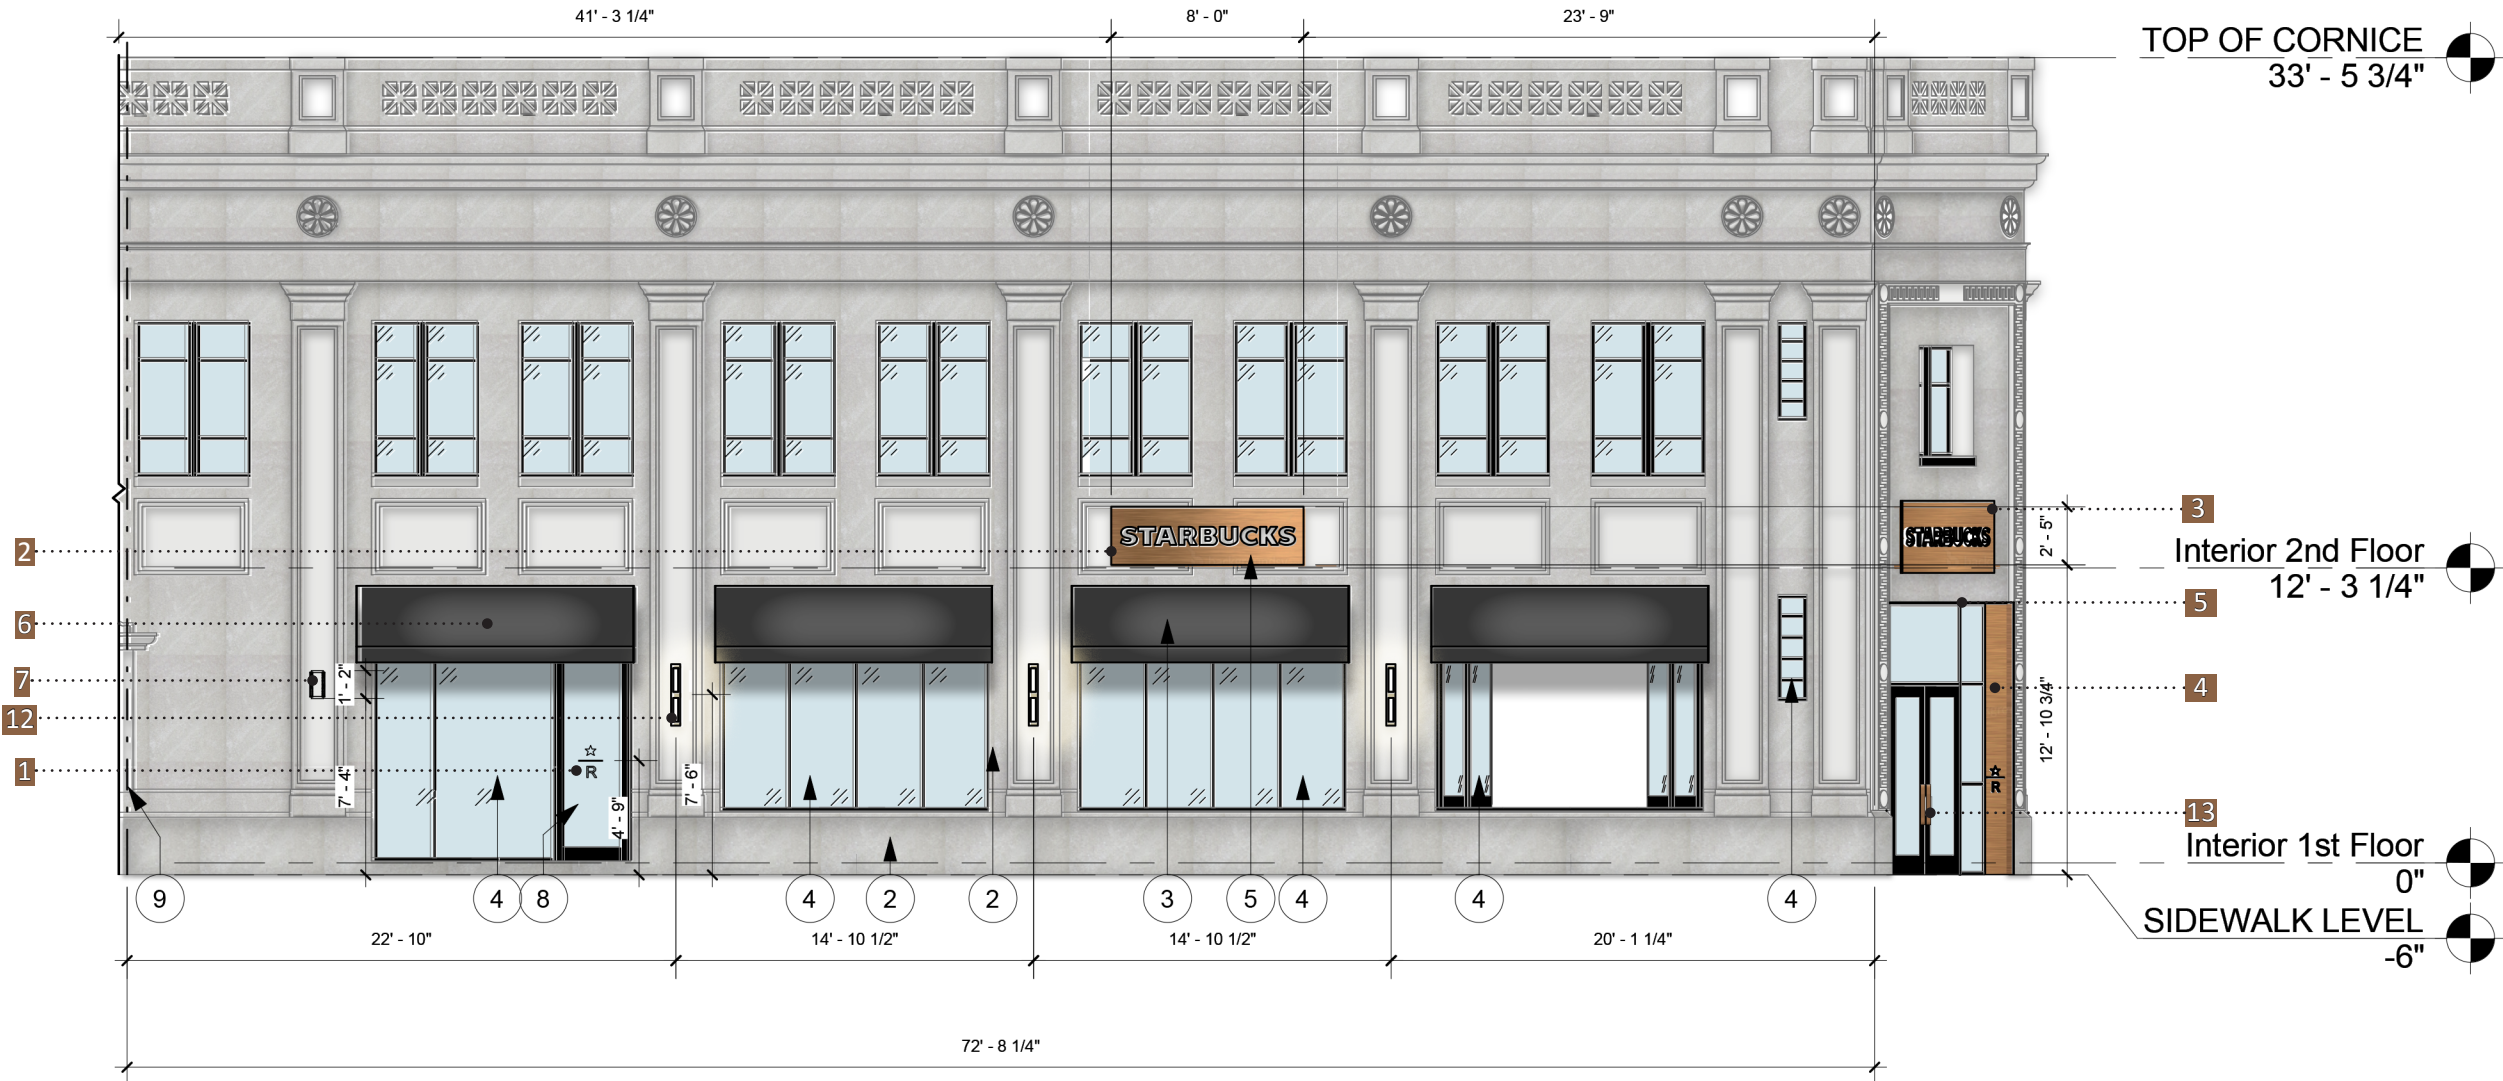 41' - 3 1/4"
8' - 0"
23' - 9"
TOP OF CORNICE
33' - 5 3/4"
3
2' - 5"
STARBUCKS
STARBUCKS
2
Interior 2nd Floor
12' - 3 1/4"
5
6
7
1' - 2"
4
12
12' - 10 3/4"
1
R
7' - 4"
7' - 6"
R
4' - 9"
13
Interior 1st Floor
0"
9
4
8
4
2
2
3
5
4
4
4
SIDEWALK LEVEL
-6"
22' - 10"
14' - 10 1/2"
14' - 10 1/2"
20' - 1 1/4"
72' - 8 1/4"